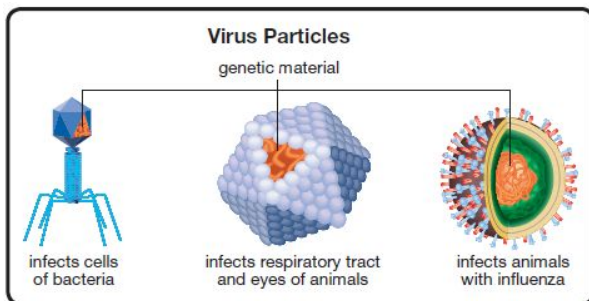 Virus Particles
genetic material
infects cells
of bacteria
infects respiratory tract
and eyes of animals
infects animals
with influenza